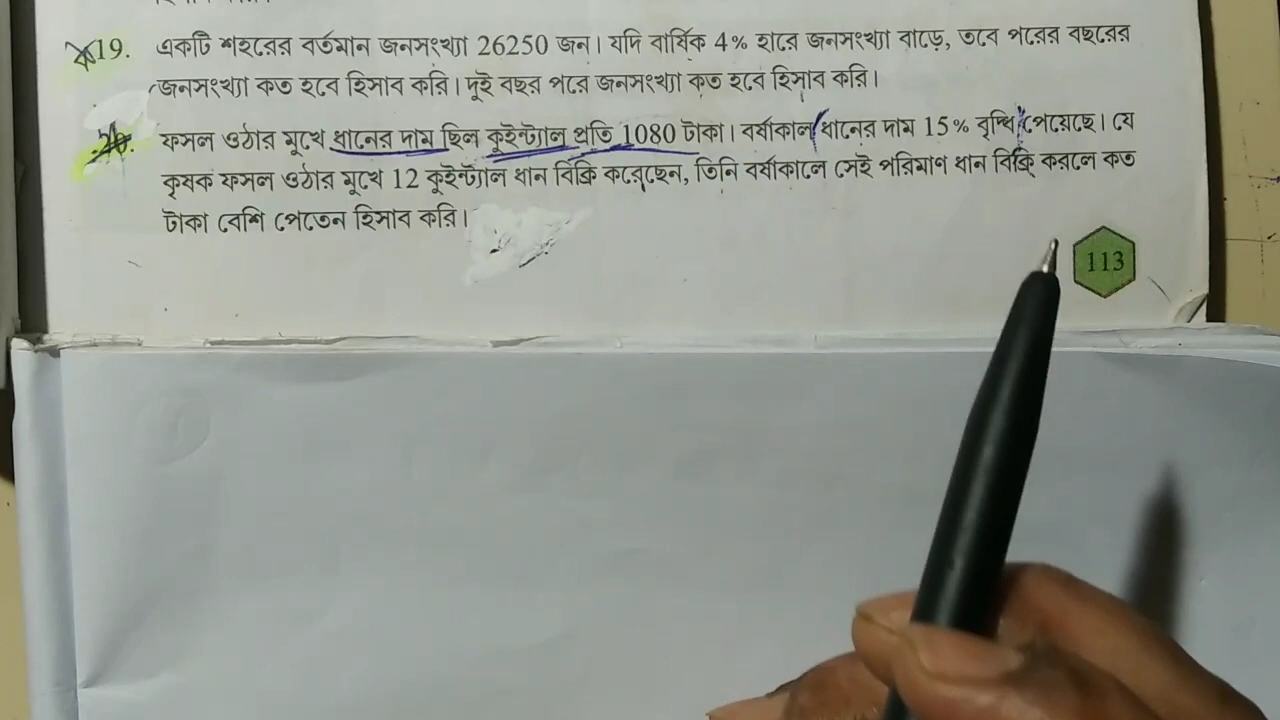 19. একটি শহরের বর্তমান জনসংখ্যা 26250 জন। যদি বার্ষিক 4% হারে জনসংখ্যা বাড়ে, তবে পরের বছরের
জনসংখ্যা কত হবে হিসাব করি। দুই বছর পরে জনসংখ্যা কত হবে হিসাব করি।
ফসল ওঠার মুখে ধানের দাম ছিল কুইন্ট্যাল প্রতি 1080 টাকা। বর্ষাকালে ধানের দাম 15% বৃদ্ধি পেয়েছে। যে
কৃষক ফসল ওঠার মুখে 12 কুইন্ট্যাল ধান বিক্রি করেছেন, তিনি বর্ষাকালে সেই পরিমাণ ধান বিক্রি করলে কত
টাকা বেশি পেতেন হিসাব করি।
113